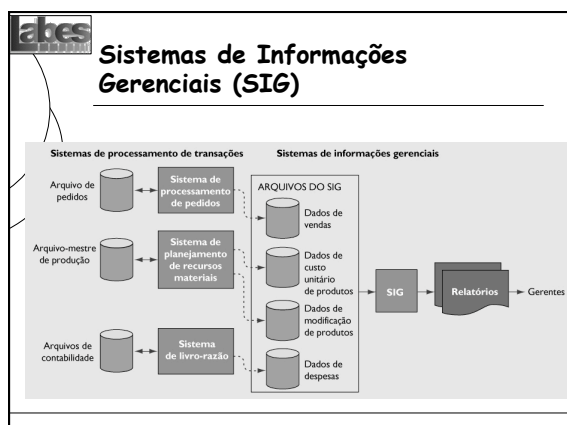 Labes
Sistemas de Informações
Gerenciais (SIG)
Sistemas de processamento de transações
Sistemas de informações gerenciais
Arquivo de
pedidos
Sistema de
processamento
de pedidos
ARQUIVOS DO SIG
Dados de
vendas
Arquivo-mestre
de produção
Sistema de
planejamento
de recursos
materiais
Dados de
custo
unitário
de produtos
SIG
Relatórios
Gerentes
Dados de
modificação
de produtos
Arquivos de
contabilidade
Sistema
de livro-razão
Dados de
despesas